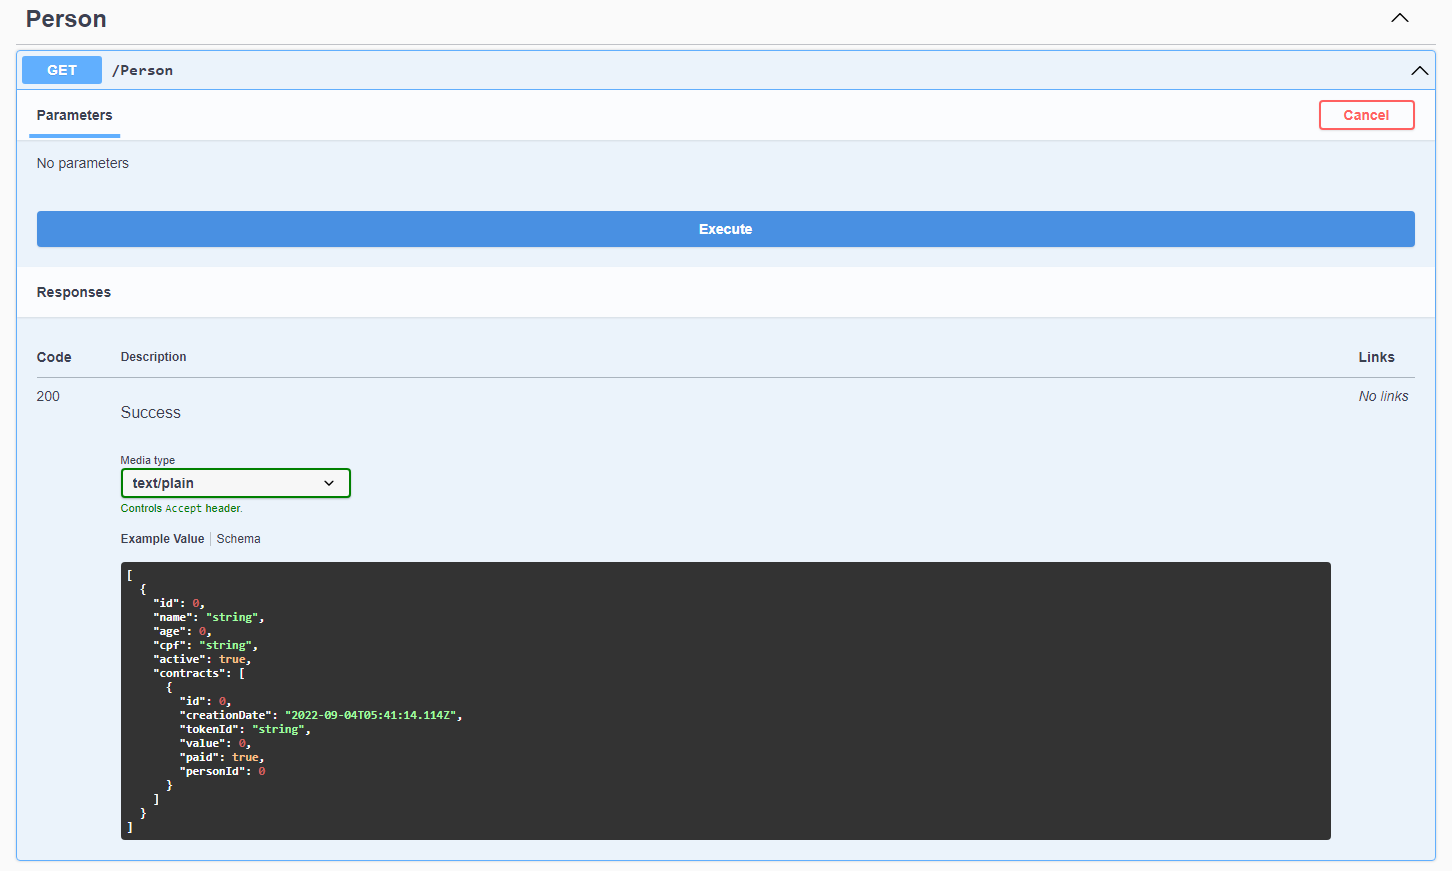 Person
GET /Person
Parameters Cancel
No parameters
Execute
Responses
Code Description Links
200 No links
Success
Media type
text/plain
Controls Accept header.
Example Value Schema
[
  {
    "id": 0,
    "name": "string",
    "age": 0,
    "cpf": "string",
    "active": true,
    "contracts": [
      {
        "id": 0,
        "creationDate": "2022-09-04T05:41:14.114Z",
        "tokenId": "string",
        "value": 0,
        "paid": true,
        "personId": 0
      }
    ]
  }
]